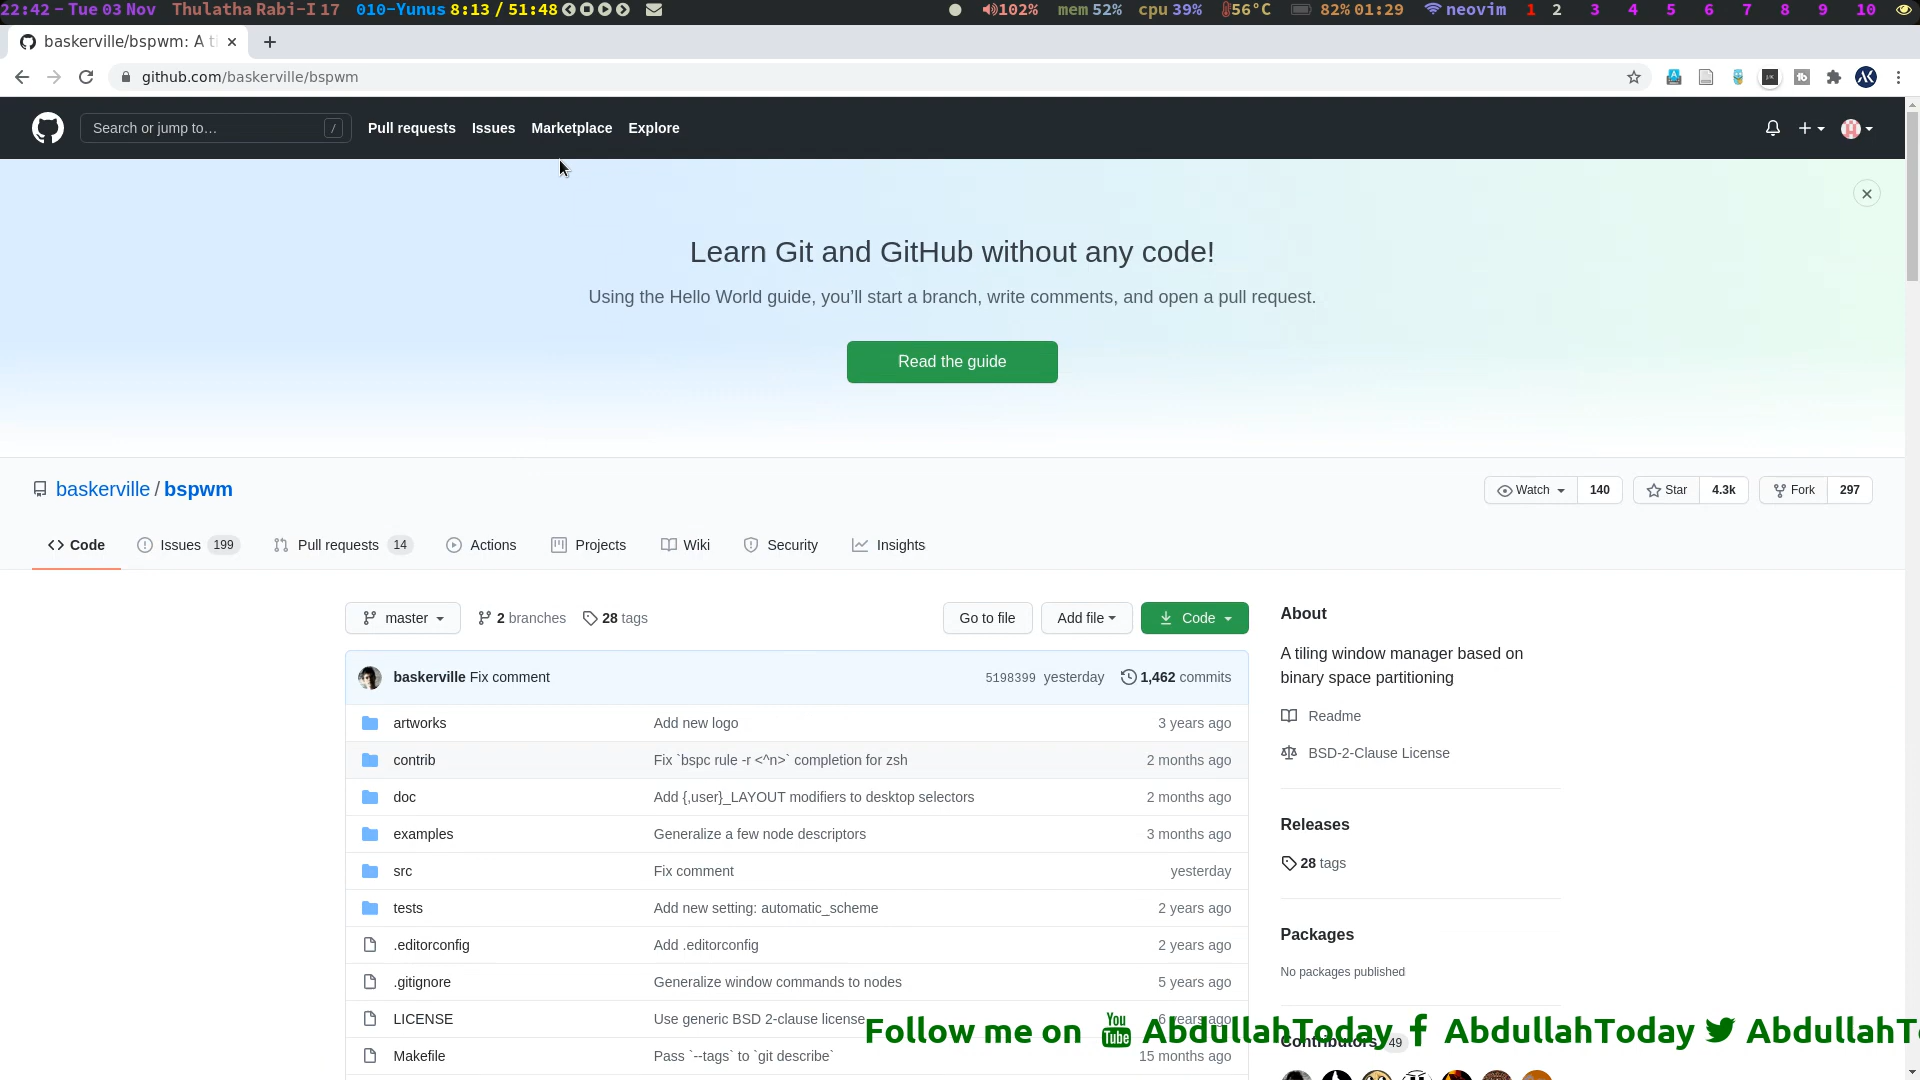 22:42 - Tue 03 Nov Thulatha Rabi-I 17 010-Yunus 8:13 / 51:48 102% mem 52% cpu 39% 56°C 82% 01:29 neovim 1 2 3 4 5 6 7 8 9 10
baskerville/bspwm: A t
github.com/baskerville/bspwm
Search or jump to… / Pull requests Issues Marketplace Explore
Learn Git and GitHub without any code!
Using the Hello World guide, you’ll start a branch, write comments, and open a pull request.
Read the guide
baskerville / bspwm Watch 140 Star 4.3k Fork 297
Code Issues 199 Pull requests 14 Actions Projects Wiki Security Insights
master 2 branches 28 tags Go to file Add file Code
About
A tiling window manager based on
binary space partitioning
baskerville Fix comment 5198399 yesterday 1,462 commits
Readme
artworks Add new logo 3 years ago
BSD-2-Clause License
contrib Fix `bspc rule -r <^n>` completion for zsh 2 months ago
doc Add {,user}_LAYOUT modifiers to desktop selectors 2 months ago
Releases
examples Generalize a few node descriptors 3 months ago
28 tags
src Fix comment yesterday
tests Add new setting: automatic_scheme 2 years ago
Packages
.editorconfig Add .editorconfig 2 years ago
No packages published
.gitignore Generalize window commands to nodes 5 years ago
LICENSE Use generic BSD 2-clause license 6 years ago
Follow me on You Tube AbdullahToday AbdullahToday AbdullahT
Contributors 49
Makefile Pass `--tags` to `git describe` 15 months ago